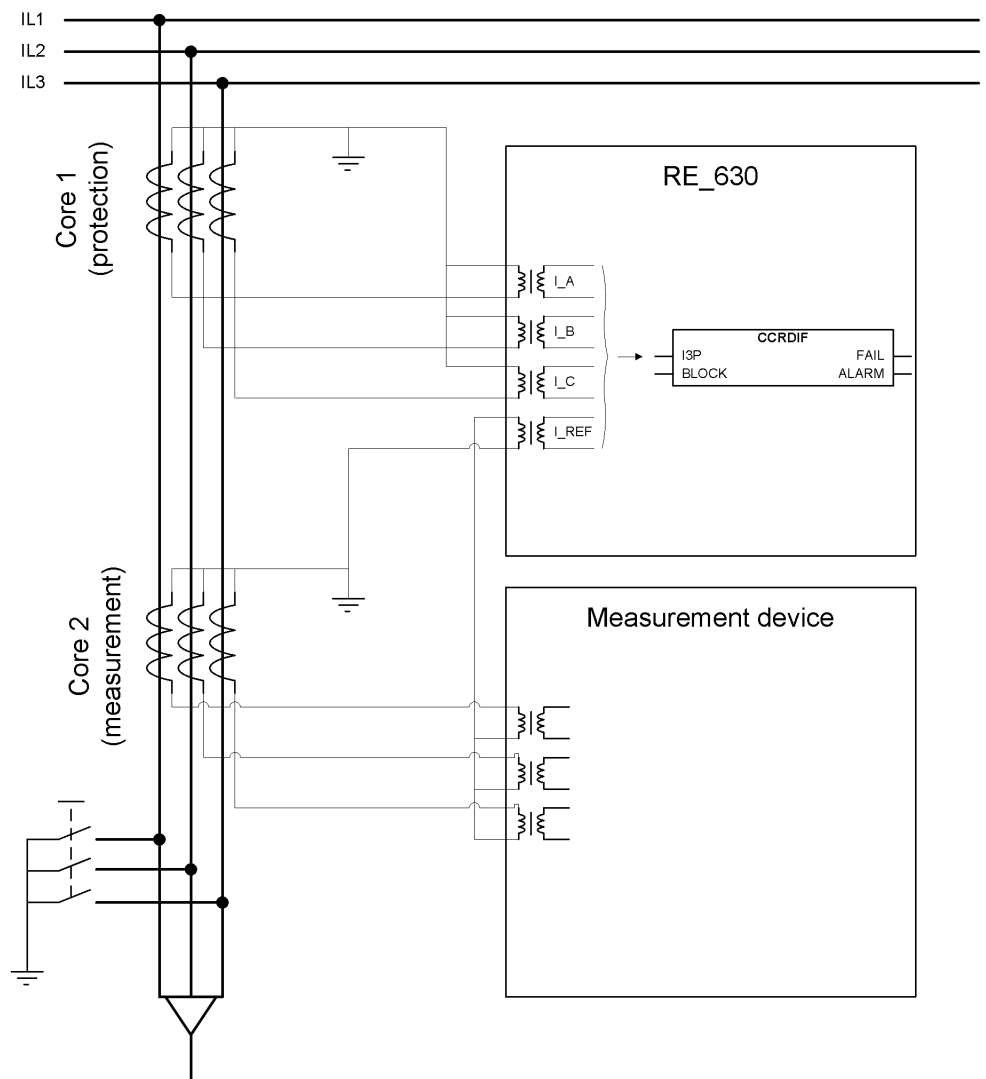 IL1
IL2
IL3
Core 1
(protection)
RE_630
I_A
I_B
I_C
I_REF
CCRDIF
I3P FAIL
BLOCK ALARM
Core 2
(measurement)
Measurement device